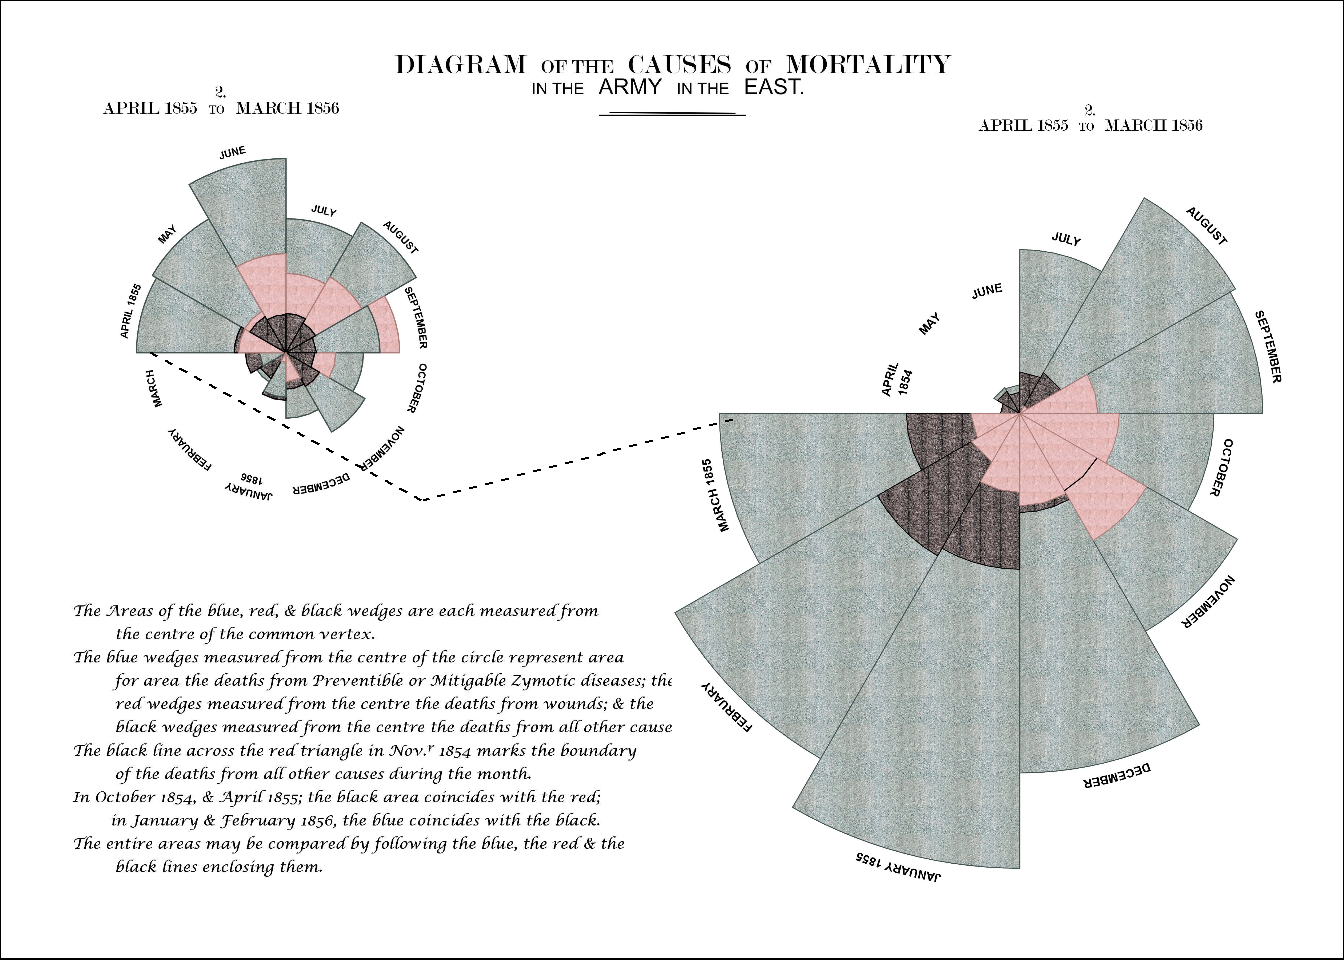 DIAGRAM OF THE CAUSES OF MORTALITY
IN THE ARMY IN THE EAST.
2.
APRIL 1855 TO MARCH 1856
2.
APRIL 1855 TO MARCH 1856
JUNE
JULY
AUGUST
MAY
SEPTEMBER
APRIL 1855
OCTOBER
MARCH
NOVEMBER
FEBRUARY
DECEMBER
JANUARY
1856
AUGUST
JULY
JUNE
MAY
SEPTEMBER
APRIL
1854
OCTOBER
MARCH 1855
NOVEMBER
FEBRUARY
DECEMBER
JANUARY 1855
The Areas of the blue, red, & black wedges are each measured from
the centre of the common vertex.
The blue wedges measured from the centre of the circle represent area
for area the deaths from Preventible or Mitigable Zymotic diseases; the
red wedges measured from the centre the deaths from wounds; & the
black wedges measured from the centre the deaths from all other cause
The black line across the red triangle in Nov.r 1854 marks the boundary
of the deaths from all other causes during the month.
In October 1854, & April 1855; the black area coincides with the red;
in January & February 1856, the blue coincides with the black.
The entire areas may be compared by following the blue, the red & the
black lines enclosing them.